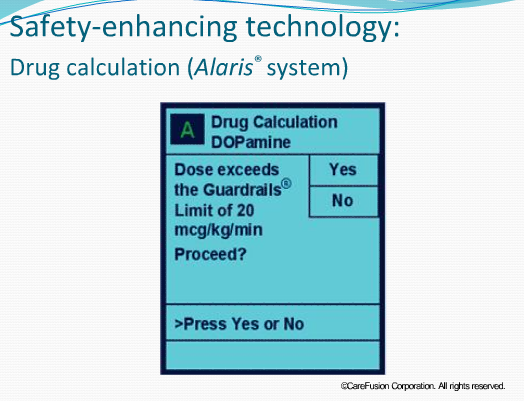 Safety-enhancing technology:
Drug calculation (Alaris® system)
A
Drug Calculation
DOPamine
Dose exceeds
the Guardrails®
Limit of 20
mcg/kg/min
Proceed?
Yes
No
>Press Yes or No
©CareFusion Corporation. All rights reserved.